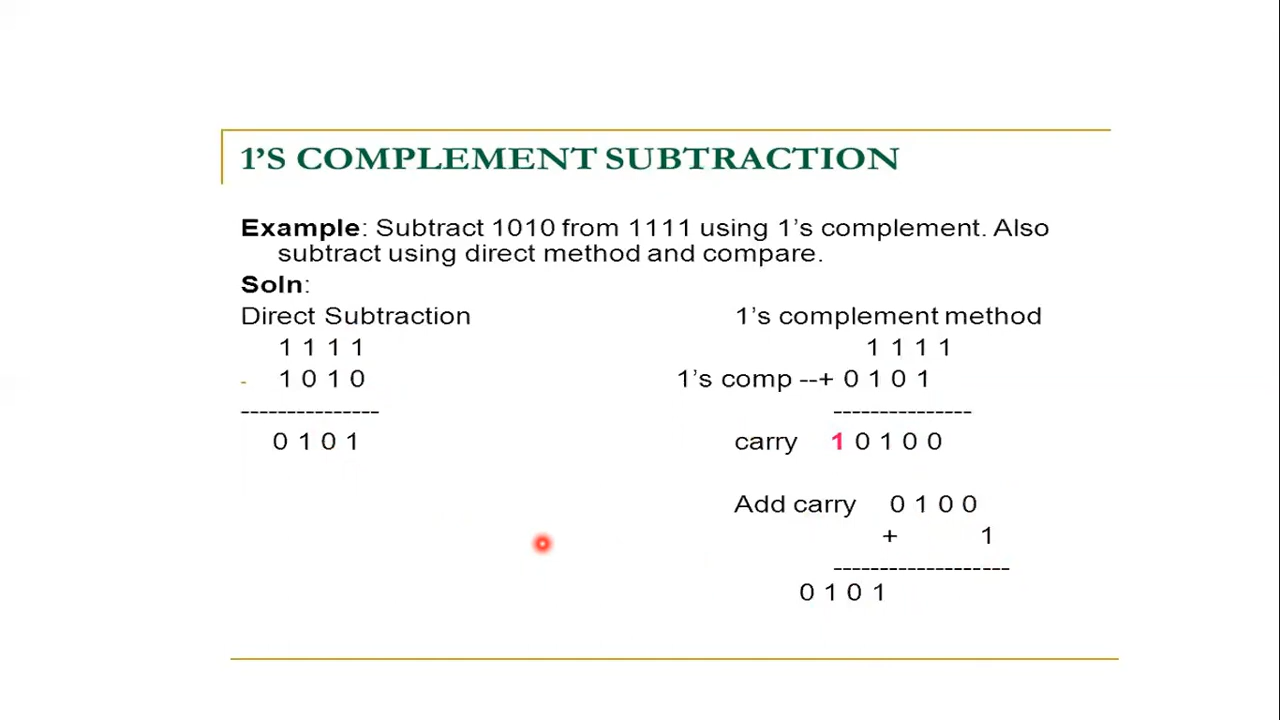 1'S COMPLEMENT SUBTRACTION
Example: Subtract 1010 from 1111 using 1's complement. Also
subtract using direct method and compare.
Soln:
Direct Subtraction 1's complement method
1 1 1 1 1 1 1 1
- 1 0 1 0 1's comp --+ 0 1 0 1
--------------- ---------------
0 1 0 1 carry 1 0 1 0 0
Add carry 0 1 0 0
+ 1
-------------------
0 1 0 1